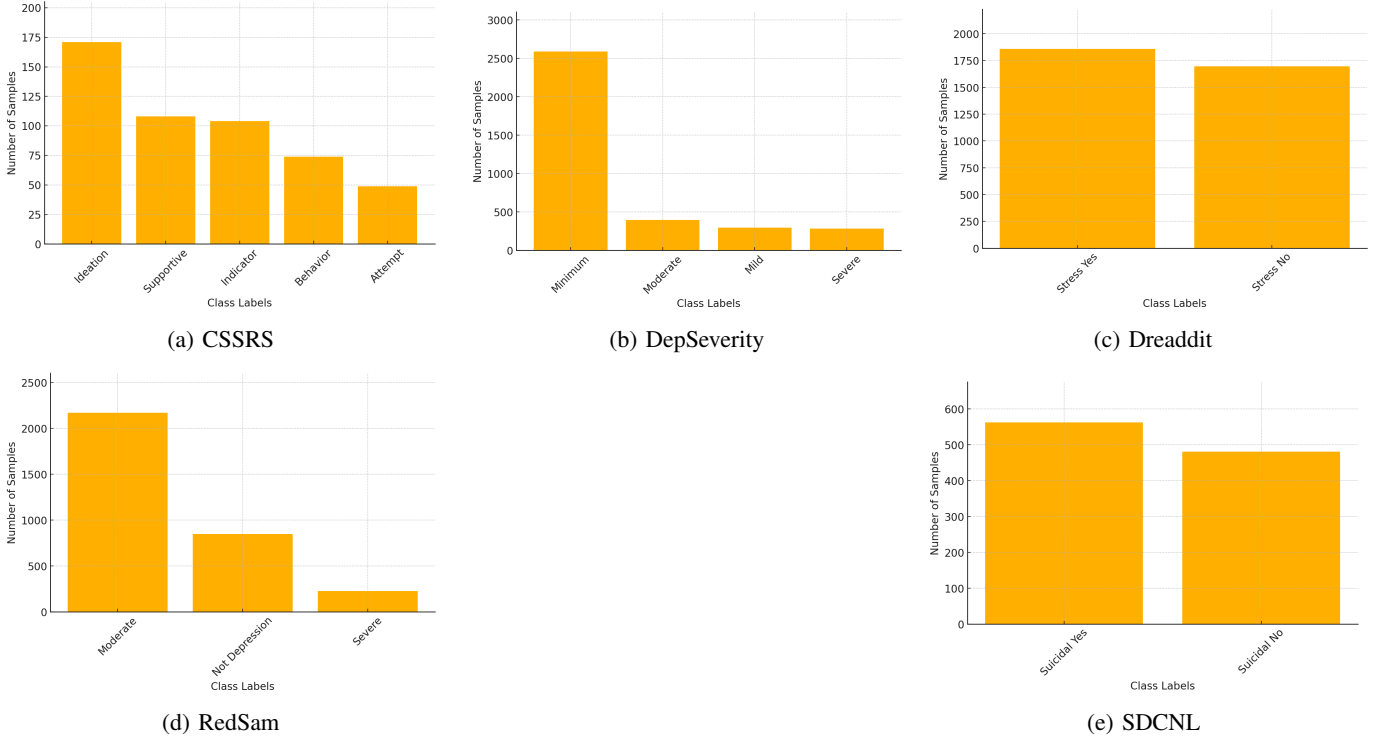 200
175
150
125
100
75
50
25
0
Number of Samples
Ideation
Supportive
Indicator
Behavior
Attempt
Class Labels
(a) CSSRS
3000
2500
2000
1500
1000
500
0
Number of Samples
Minimum
Moderate
Mild
Severe
Class Labels
(b) DepSeverity
2000
1750
1500
1250
1000
750
500
250
0
Number of Samples
Stress Yes
Stress No
Class Labels
(c) Dreaddit
2500
2000
1500
1000
500
0
Number of Samples
Moderate
Not Depression
Severe
Class Labels
(d) RedSam
600
500
400
300
200
100
0
Number of Samples
Suicidal Yes
Suicidal No
Class Labels
(e) SDCNL